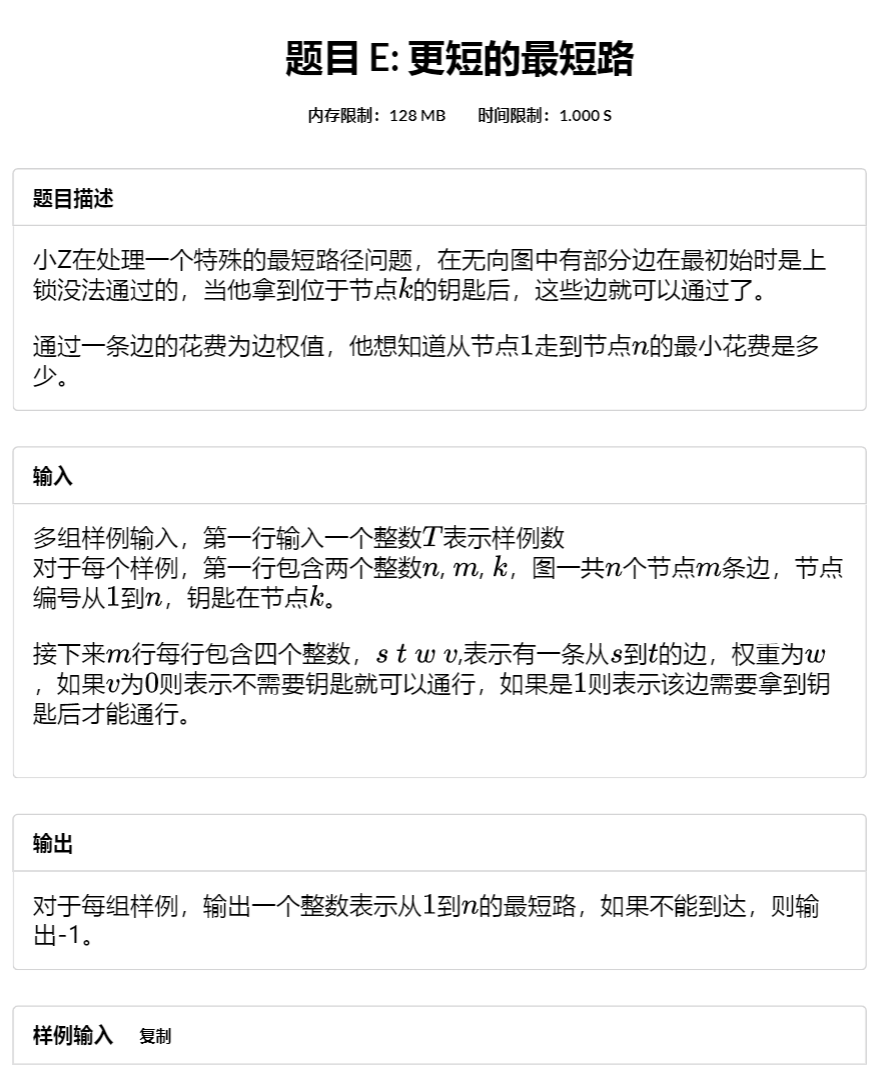 题目 E: 更短的最短路
内存限制：128 MB 时间限制：1.000 S
题目描述
小Z在处理一个特殊的最短路径问题，在无向图中有部分边在最初始时是上
锁没法通过的，当他拿到位于节点k的钥匙后，这些边就可以通过了。
通过一条边的花费为边权值，他想知道从节点1走到节点n的最小花费是多
少。
输入
多组样例输入，第一行输入一个整数T表示样例数
对于每个样例，第一行包含两个整数n, m, k，图一共n个节点m条边，节点
编号从1到n，钥匙在节点k。
接下来m行每行包含四个整数，s t w v,表示有一条从s到t的边，权重为w
，如果v为0则表示不需要钥匙就可以通行，如果是1则表示该边需要拿到钥
匙后才能通行。
输出
对于每组样例，输出一个整数表示从1到n的最短路，如果不能到达，则输
出-1。
样例输入 复制